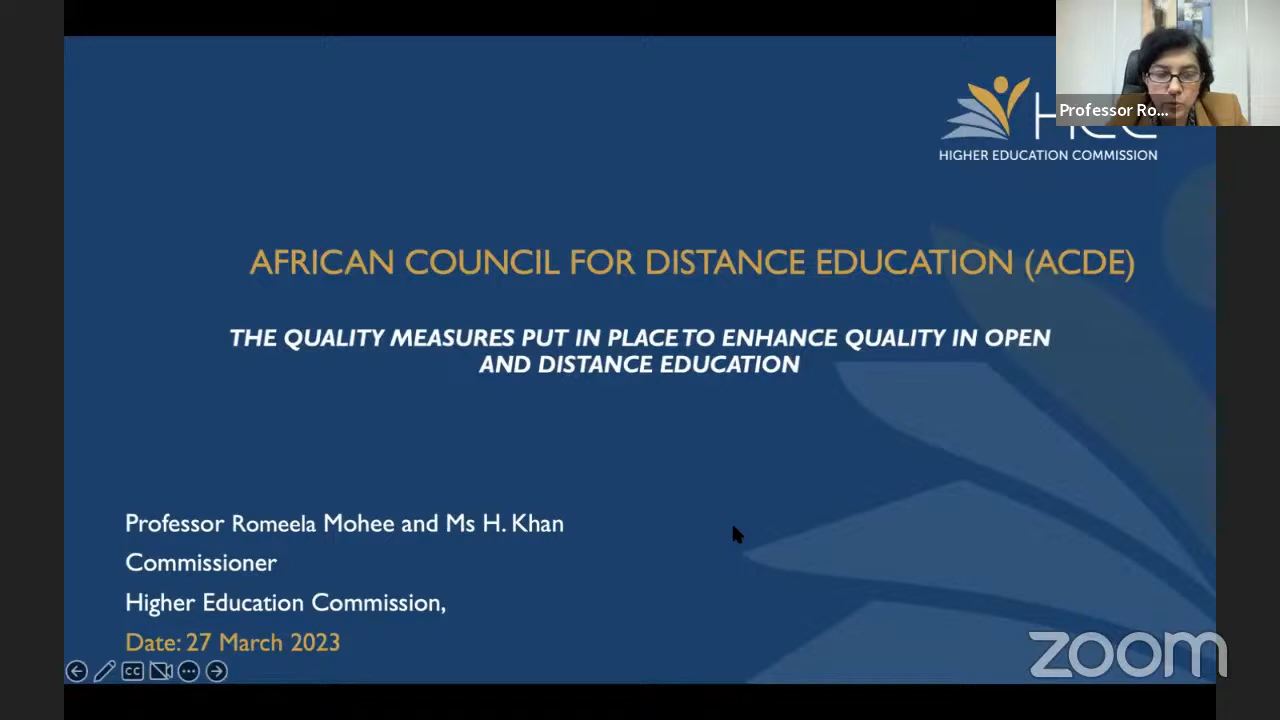 Professor Ro...
HIGHER EDUCATION COMMISSION
AFRICAN COUNCIL FOR DISTANCE EDUCATION (ACDE)
THE QUALITY MEASURES PUT IN PLACE TO ENHANCE QUALITY IN OPEN
AND DISTANCE EDUCATION
Professor Romeela Mohee and Ms H. Khan
Commissioner
Higher Education Commission,
Date: 27 March 2023
CC
zoom